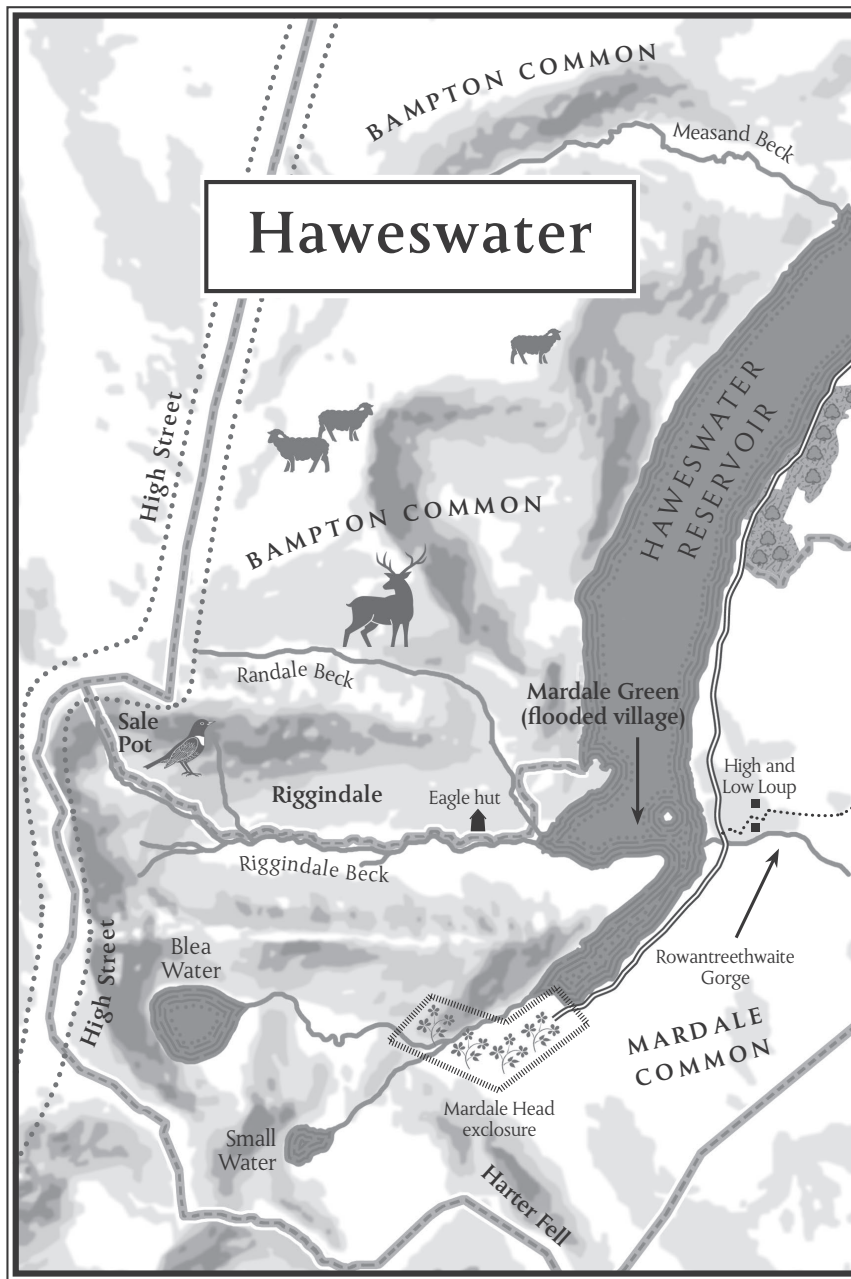 BAMPTON COMMON
Measand Beck
Haweswater
High Street
HAWESWATER
RESERVOIR
BAMPTON COMMON
Randale Beck
Mardale Green
(flooded village)
Sale
Pot
High and
Low Loup
Riggindale
Eagle hut
Riggindale Beck
Blea
Water
High Street
Rowantreethwaite
Gorge
MARDALE
COMMON
Mardale Head
exclosure
Small
Water
Harter Fell